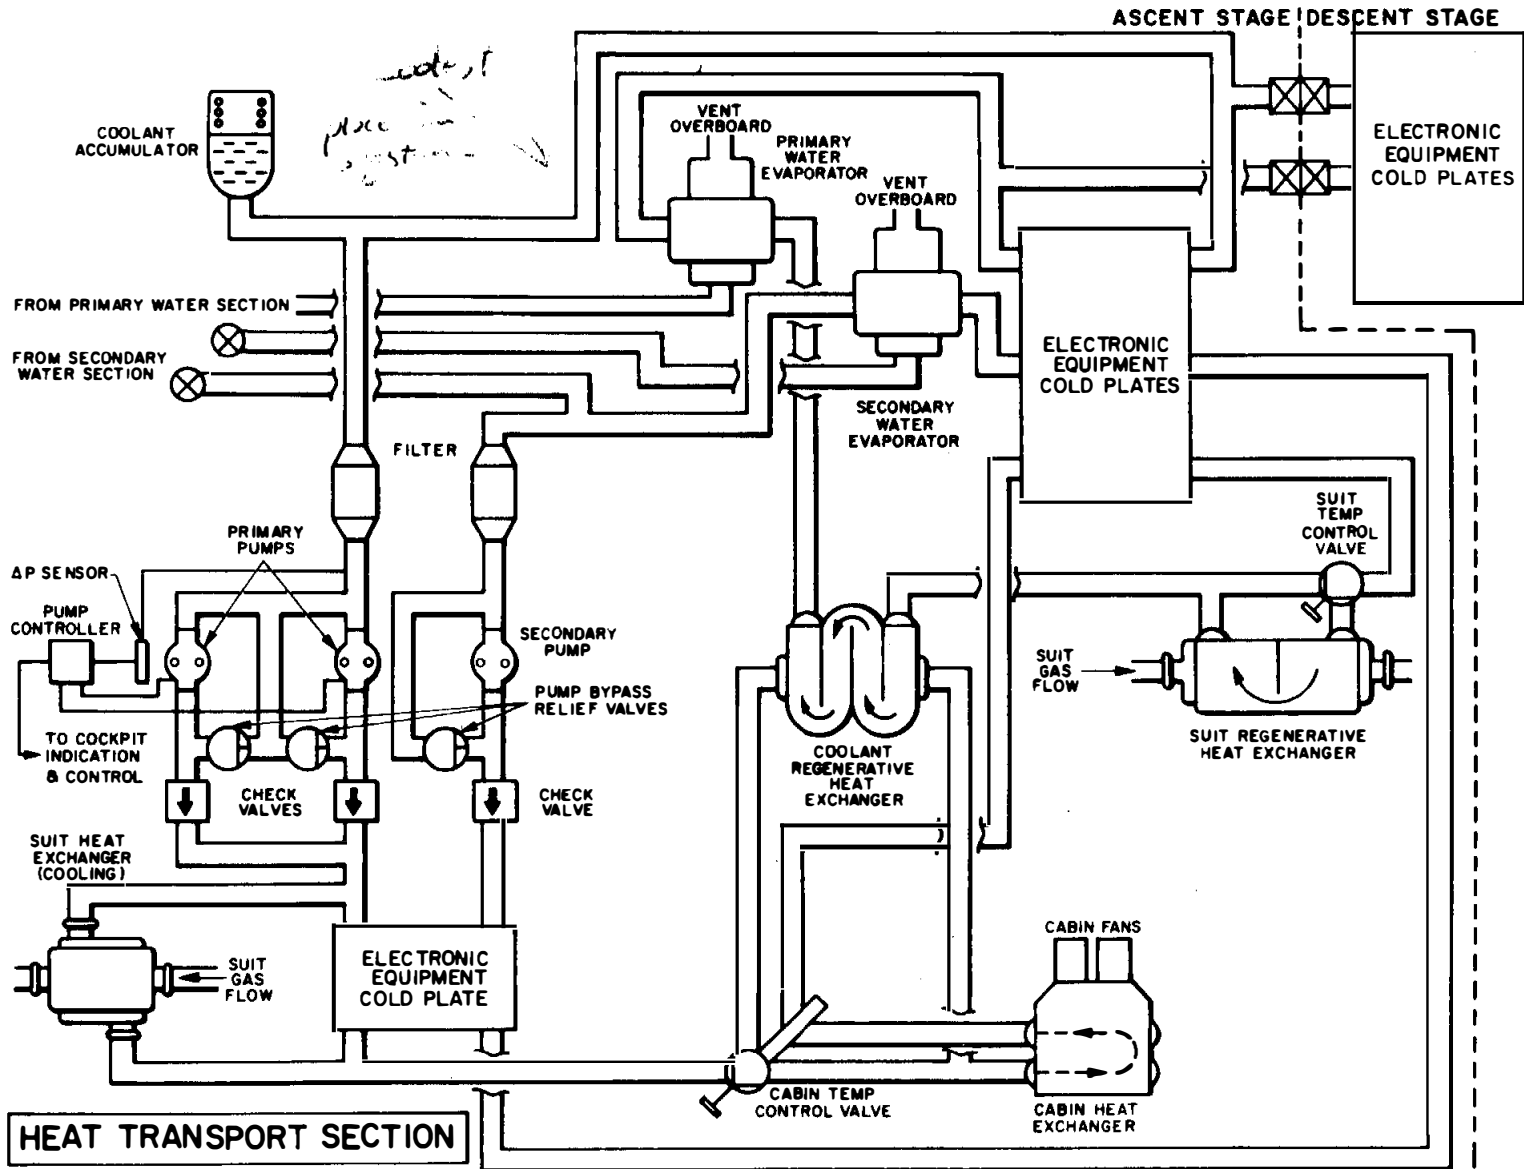 ASCENT STAGE DESCENT STAGE
COOLANT
ACCUMULATOR
VENT
OVERBOARD
PRIMARY
WATER
EVAPORATOR
VENT
OVERBOARD
ELECTRONIC
EQUIPMENT
COLD PLATES
FROM PRIMARY WATER SECTION
FROM SECONDARY
WATER SECTION
ELECTRONIC
EQUIPMENT
COLD PLATES
SECONDARY
WATER
EVAPORATOR
FILTER
SUIT
TEMP
CONTROL
VALVE
PRIMARY
PUMPS
ΔP SENSOR
PUMP
CONTROLLER
SECONDARY
PUMP
SUIT
GAS
FLOW
PUMP BYPASS
RELIEF VALVES
TO COCKPIT
INDICATION
& CONTROL
SUIT REGENERATIVE
HEAT EXCHANGER
COOLANT
REGENERATIVE
HEAT
EXCHANGER
CHECK
VALVES
CHECK
VALVE
SUIT HEAT
EXCHANGER
(COOLING)
CABIN FANS
SUIT
GAS
FLOW
ELECTRONIC
EQUIPMENT
COLD PLATE
CABIN TEMP
CONTROL VALVE
CABIN HEAT
EXCHANGER
HEAT TRANSPORT SECTION